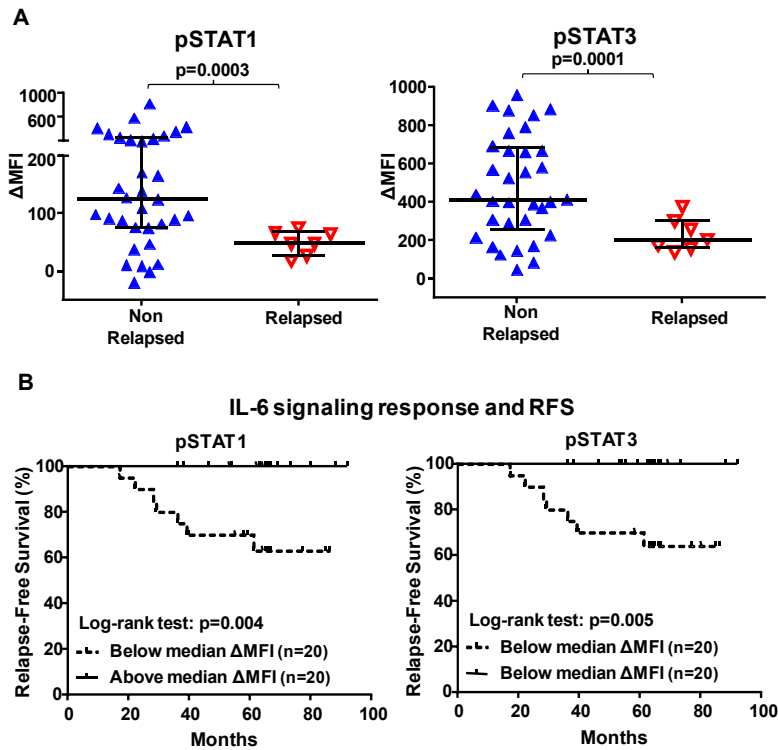 A
pSTAT1
p=0.0003
ΔMFI
1000
600
200
100
0
Non
Relapsed
Relapsed
pSTAT3
p=0.0001
ΔMFI
1000
800
600
400
200
0
Non
Relapsed
Relapsed
B
IL-6 signaling response and RFS
pSTAT1
Relapse-Free Survival (%)
100
80
60
40
20
0
Log-rank test: p=0.004
Below median ΔMFI (n=20)
Above median ΔMFI (n=20)
0 20 40 60 80 100
Months
pSTAT3
Relapse-Free Survival (%)
100
80
60
40
20
0
Log-rank test: p=0.005
Below median ΔMFI (n=20)
Below median ΔMFI (n=20)
0 20 40 60 80 100
Months